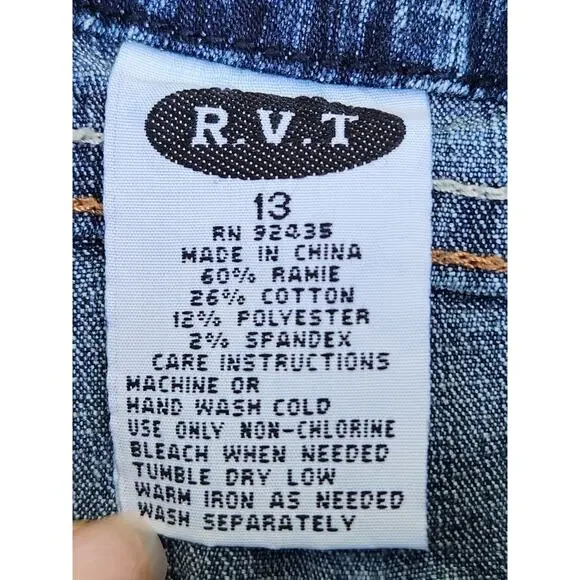 R.V.T
13
RN 92435
MADE IN CHINA
60% RAMIE
26% COTTON
12% POLYESTER
2% SPANDEX
CARE INSTRUCTIONS
MACHINE OR
HAND WASH COLD
USE ONLY NON-CHLORINE
BLEACH WHEN NEEDED
TUMBLE DRY LOW
WARM IRON AS NEEDED
WASH SEPARATELY